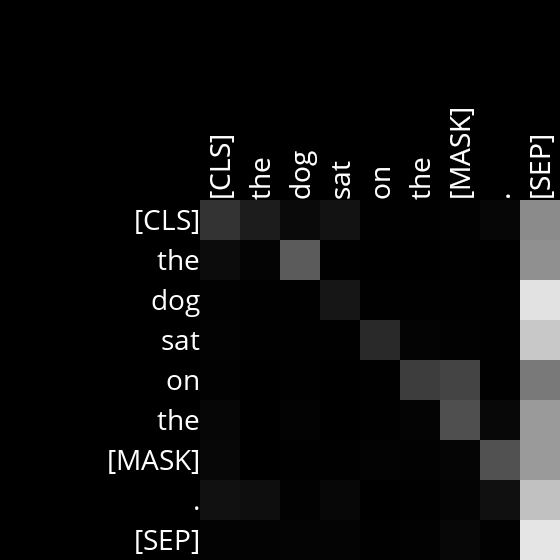 [CLS] the dog sat on the [MASK] . [SEP]
[CLS]
the
dog
sat
on
the
[MASK]
.
[SEP]